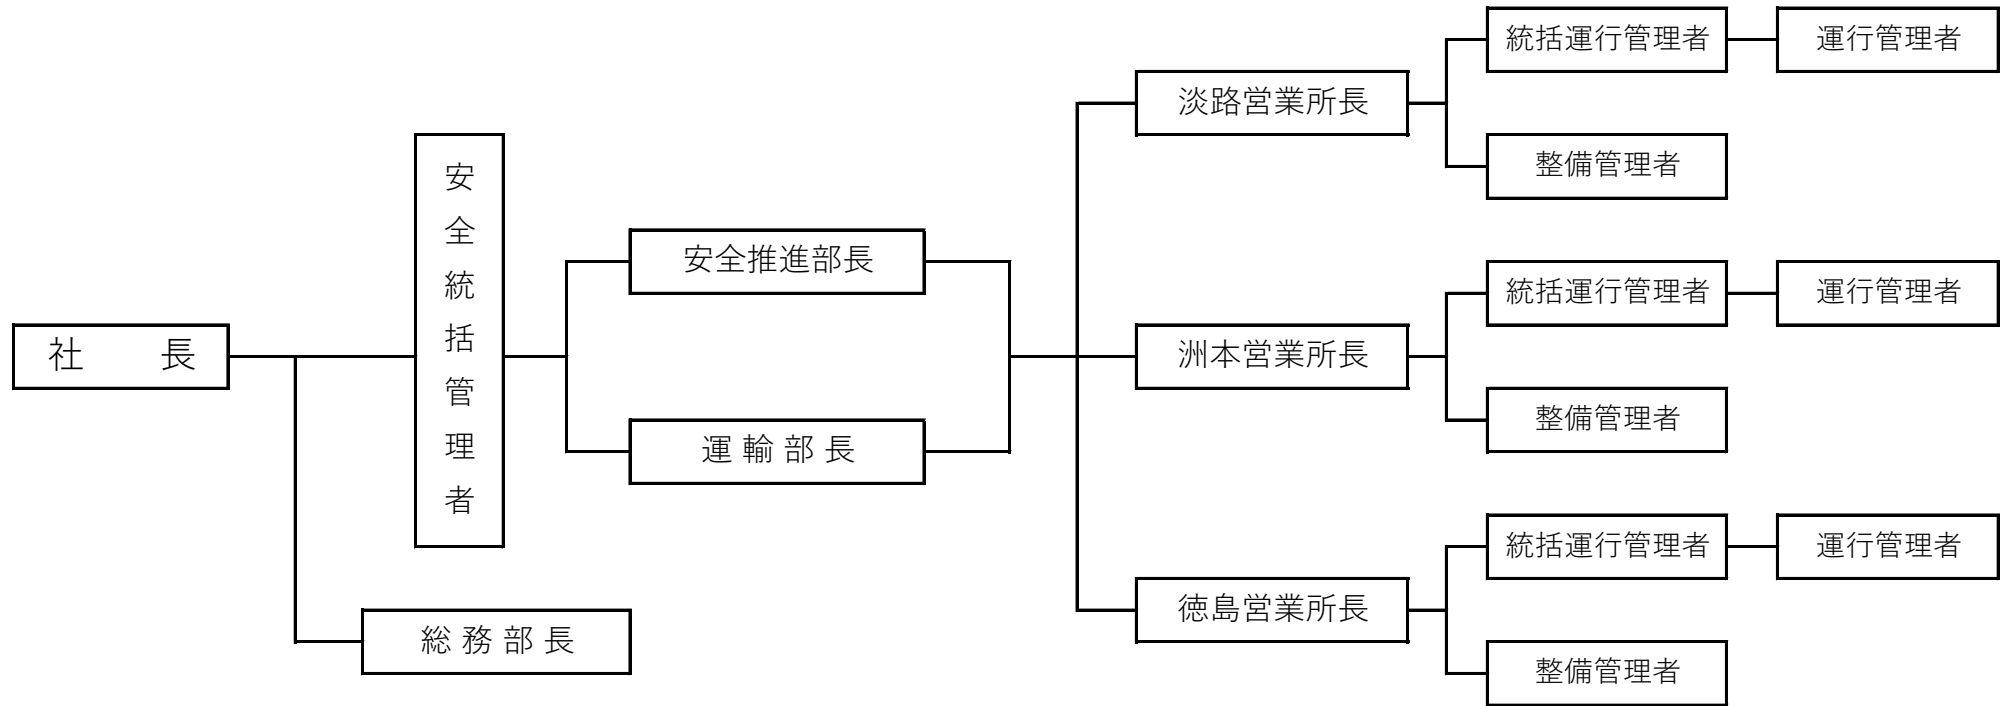 社　　長
安全統括管理者
総 務 部 長
安全推進部長
運 輸 部 長
淡路営業所長
統括運行管理者
運行管理者
整備管理者
洲本営業所長
統括運行管理者
運行管理者
整備管理者
徳島営業所長
統括運行管理者
運行管理者
整備管理者